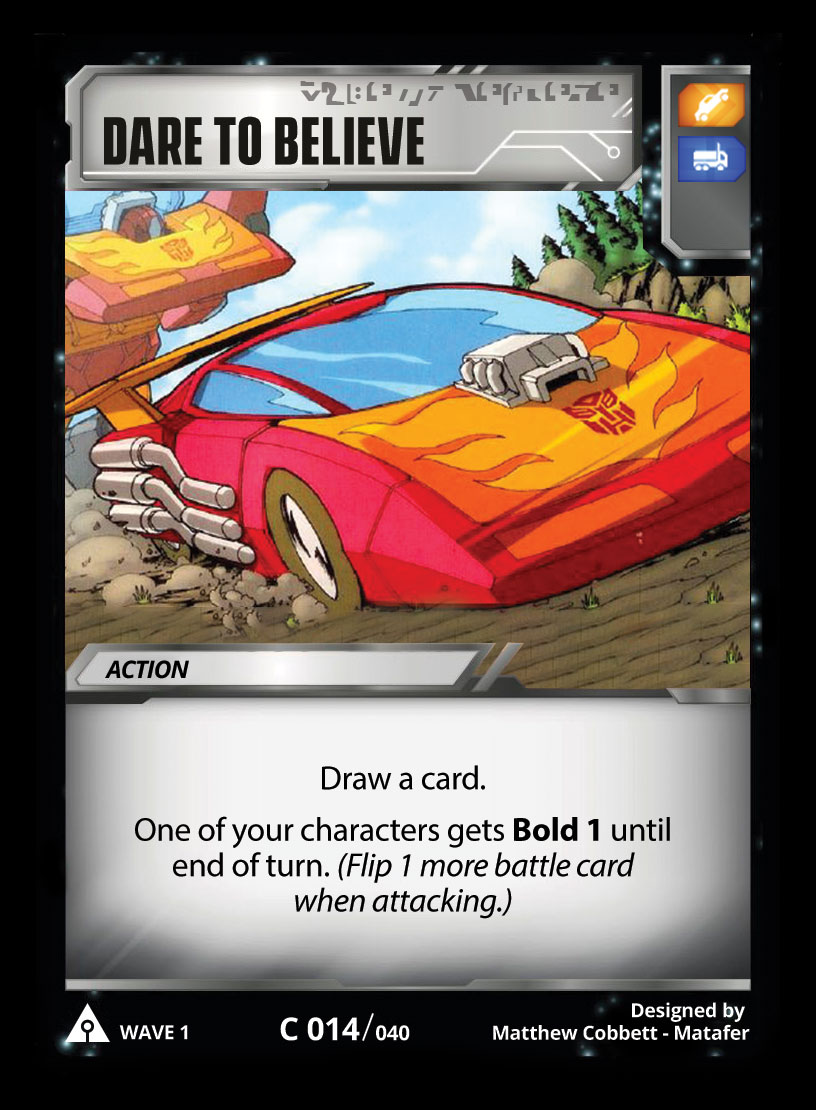 DARE TO BELIEVE
ACTION
Draw a card.
One of your characters gets Bold 1 until
end of turn. (Flip 1 more battle card
when attacking.)
WAVE 1
C 014/040
Designed by
Matthew Cobbett - Matafer